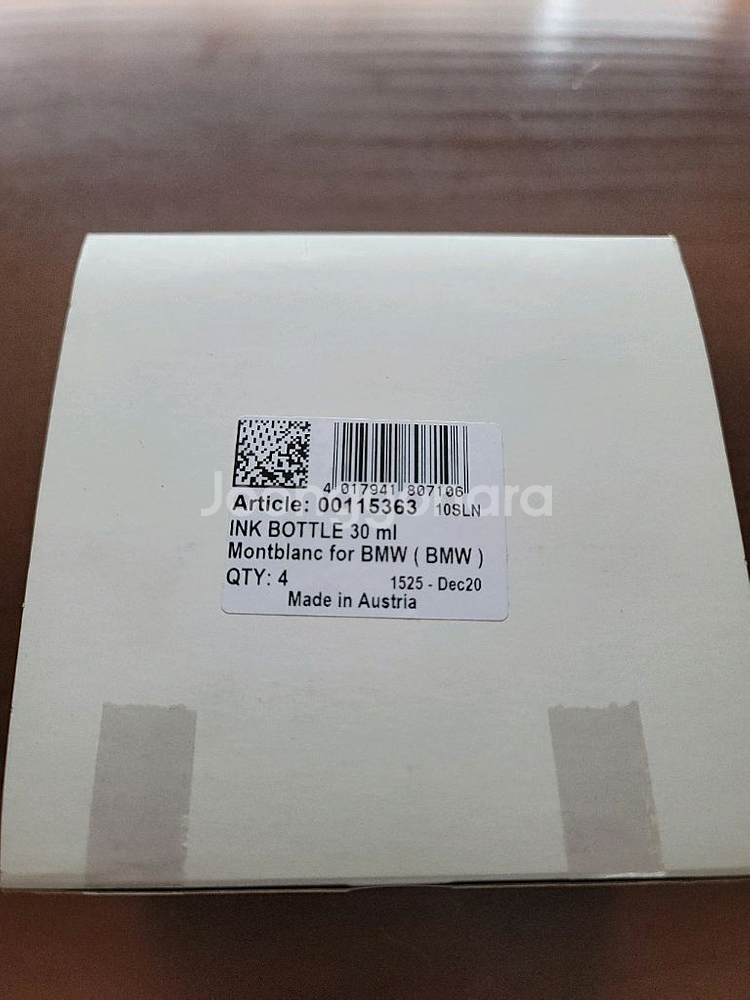 4 017941 807106
Joonggonara
Article: 00115363 10SLN
INK BOTTLE 30 ml
Montblanc for BMW ( BMW )
QTY: 4 1525 - Dec20
Made in Austria